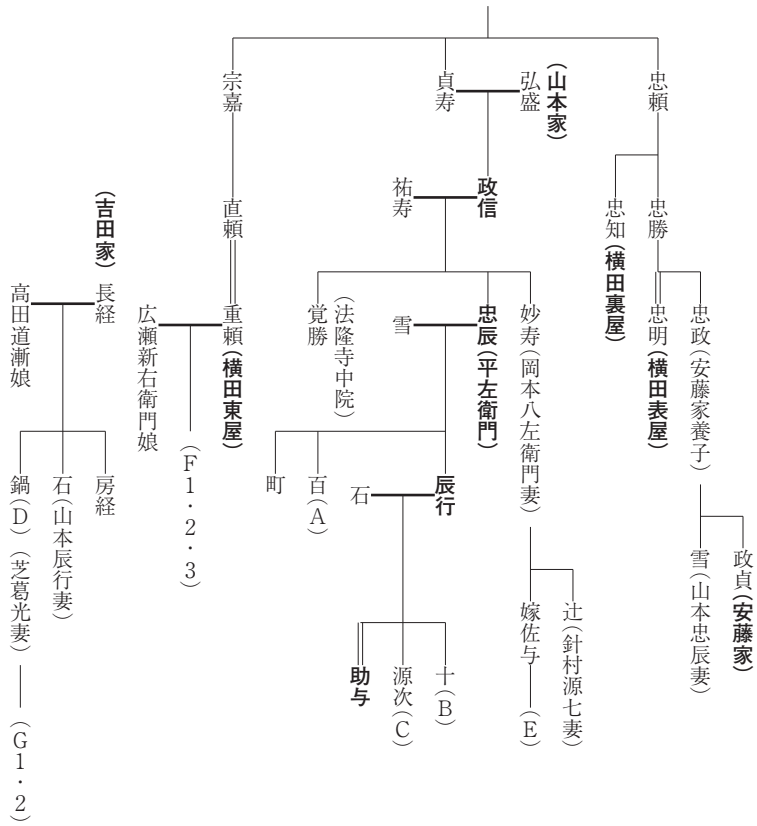 忠頼
(山本家)
弘盛
貞寿
宗嘉
忠勝
忠知(横田裏屋)
政信
祐寿
直頼
(吉田家)
長経
高田道漸娘
忠政(安藤家養子)
忠明(横田表屋)
妙寿(岡本八左衛門妻)
忠辰(平左衛門)
雪
(法隆寺中院)
覚勝
重頼(横田東屋)
広瀬新右衛門娘
政貞(安藤家)
雪(山本忠辰妻)
辰行
石
百(A)
町
(F1・2・3)
房経
石(山本辰行妻)
鍋(D)(芝葛光妻)
辻(針村源七妻)
嫁佐与
(E)
十(B)
源次(C)
助与
(G1・2)